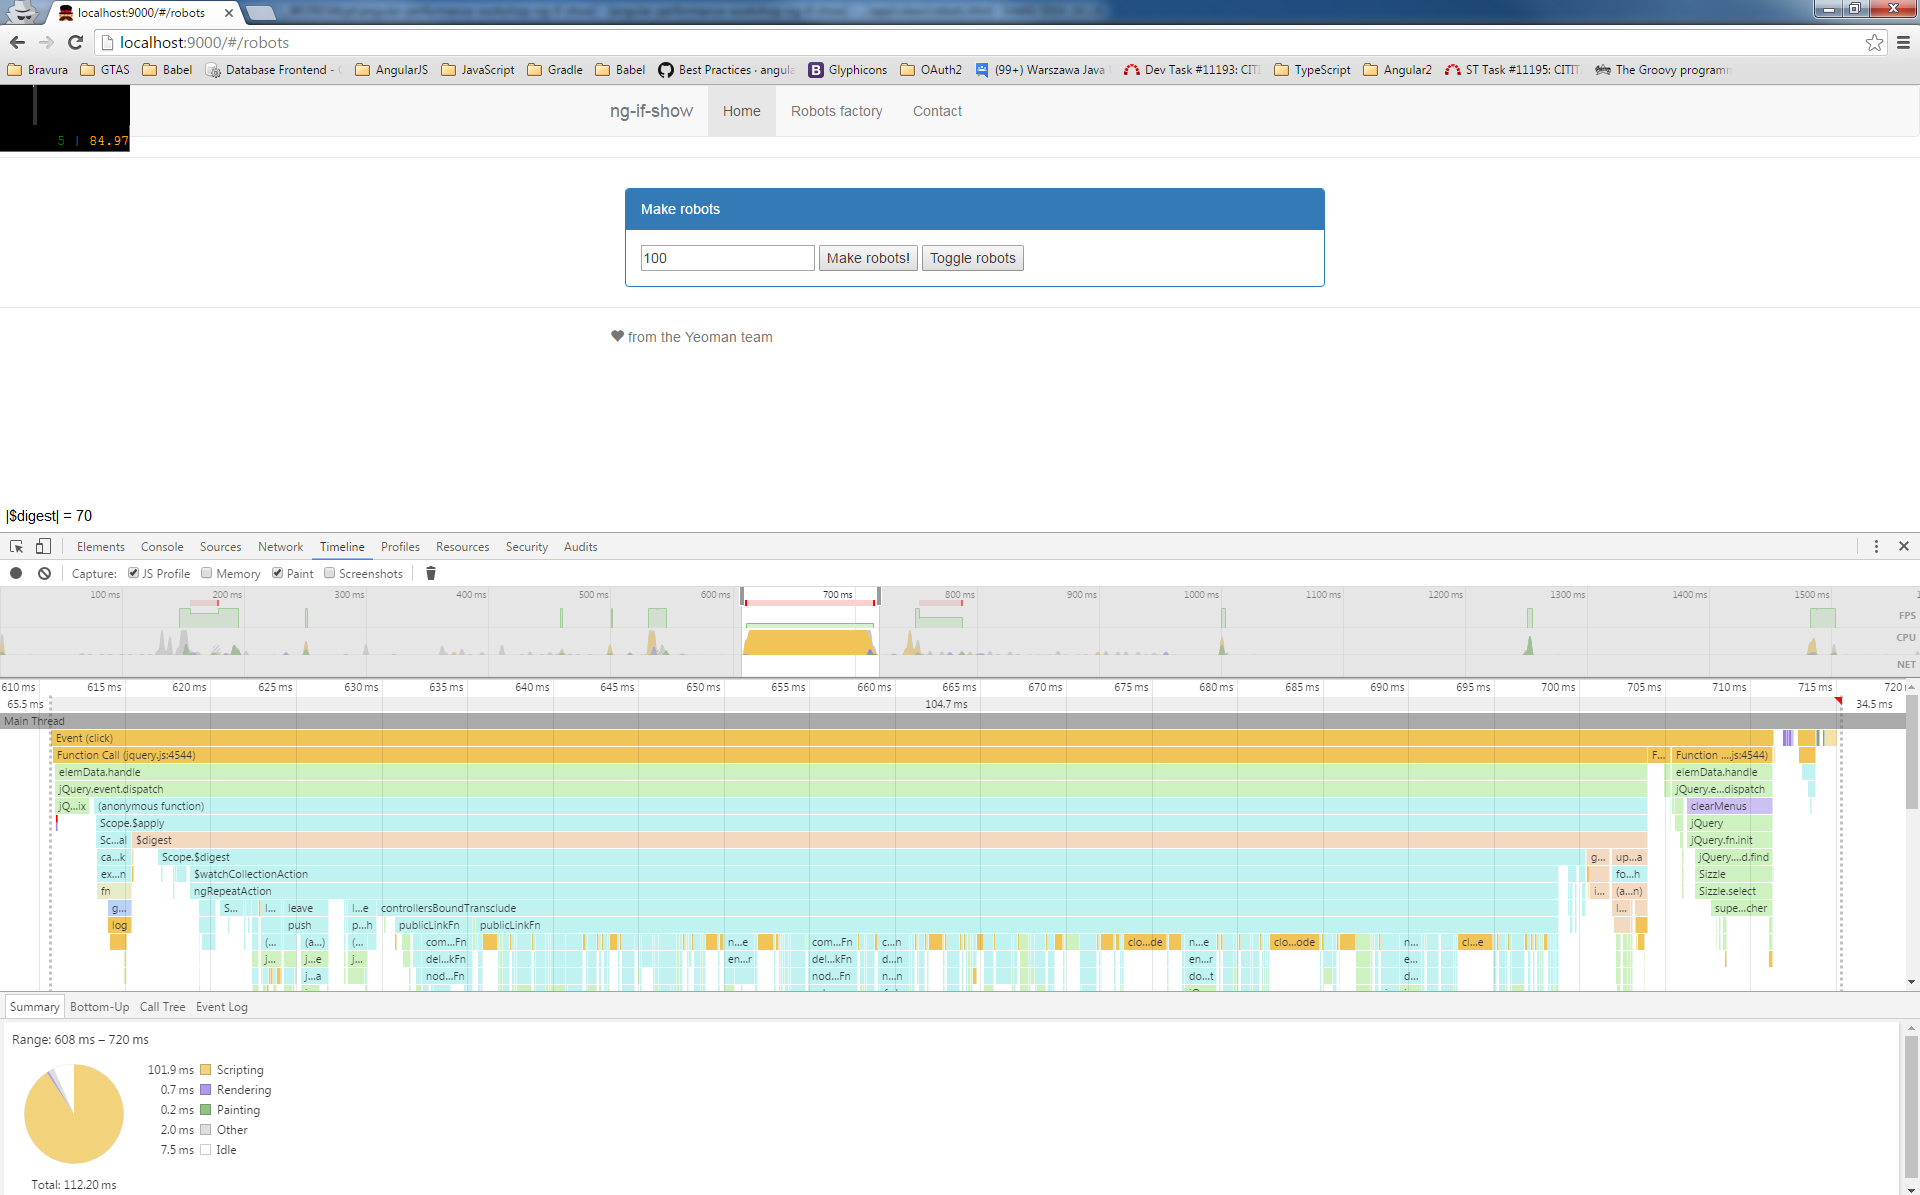 localhost:9000/#/robots
localhost:9000/#/robots
Bravura GTAS Babel Database Frontend - AngularJS JavaScript Gradle Babel Best Practices · angula Glyphicons OAuth2 (99+) Warszawa Java Dev Task #11193: CITI TypeScript Angular2 ST Task #11195: CITIT The Groovy programm
ng-if-show Home Robots factory Contact
5 | 84.97
Make robots
100 Make robots! Toggle robots
♥ from the Yeoman team
|$digest| = 70
Elements Console Sources Network Timeline Profiles Resources Security Audits
Capture: JS Profile Memory Paint Screenshots
100 ms 200 ms 300 ms 400 ms 500 ms 600 ms 700 ms 800 ms 900 ms 1000 ms 1100 ms 1200 ms 1300 ms 1400 ms 1500 ms
FPS
CPU
NET
610 ms 615 ms 620 ms 625 ms 630 ms 635 ms 640 ms 645 ms 650 ms 655 ms 660 ms 665 ms 670 ms 675 ms 680 ms 685 ms 690 ms 695 ms 700 ms 705 ms 710 ms 715 ms 720
65.5 ms 104.7 ms 34.5 ms
Main Thread
Event (click)
Function Call (jquery.js:4544) F... Function ....js:4544)
elemData.handle elemData.handle
jQuery.event.dispatch jQuery.e...dispatch
jQ...ix (anonymous function) clearMenus
Scope.$apply jQuery
Sc...al $digest jQuery.fn.init
ca...k Scope.$digest g... up...a jQuery....d.find
ex...n $watchCollectionAction fo...h Sizzle
fn ngRepeatAction i... (a...n) Sizzle.select
g... S... l... leave l...e controllersBoundTransclude l... supe...cher
log push p...h publicLinkFn publicLinkFn
(... (a...) (... com...Fn n...e com...Fn c...n clo...de n...e clo...ode n... cl...e
j... j...e j... del...kFn en...r del...kFn d...n en...r e...
j...a nod...Fn nod...Fn n...n do...t d...
Summary Bottom-Up Call Tree Event Log
Range: 608 ms – 720 ms
101.9 ms Scripting
0.7 ms Rendering
0.2 ms Painting
2.0 ms Other
7.5 ms Idle
Total: 112.20 ms